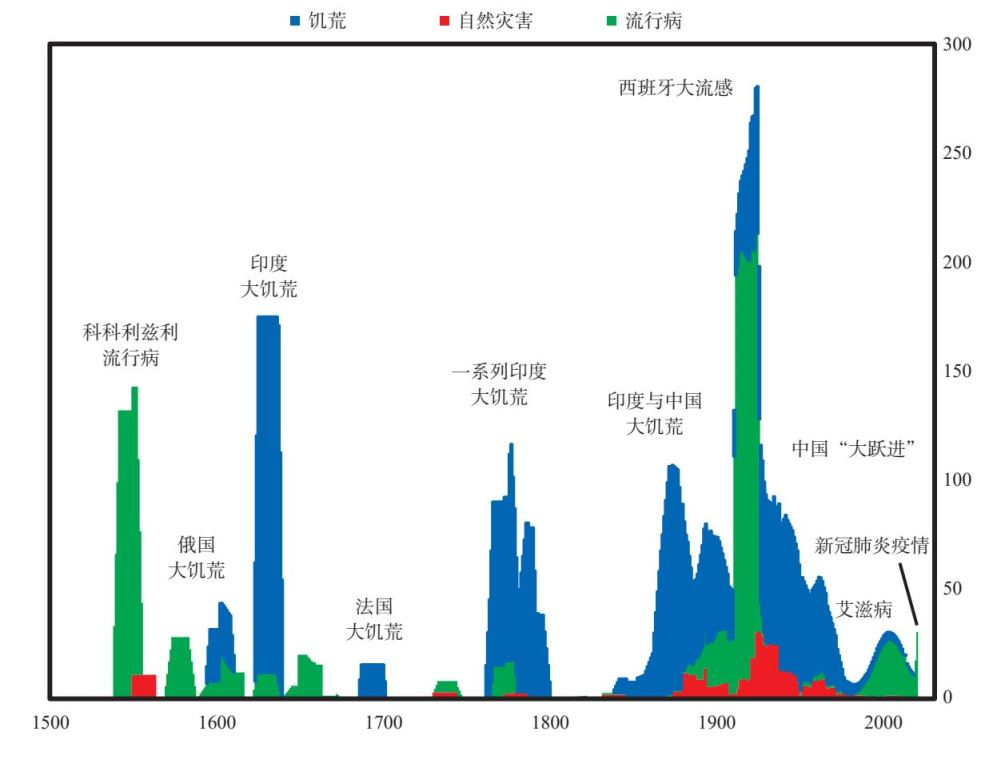 饥荒 自然灾害 流行病
300
西班牙大流感
250
印度
大饥荒
200
科科利兹利
流行病
一系列印度
大饥荒
150
印度与中国
大饥荒
中国“大跃进”
100
俄国
大饥荒
新冠肺炎疫情
法国
大饥荒
艾滋病
50
0
1500 1600 1700 1800 1900 2000